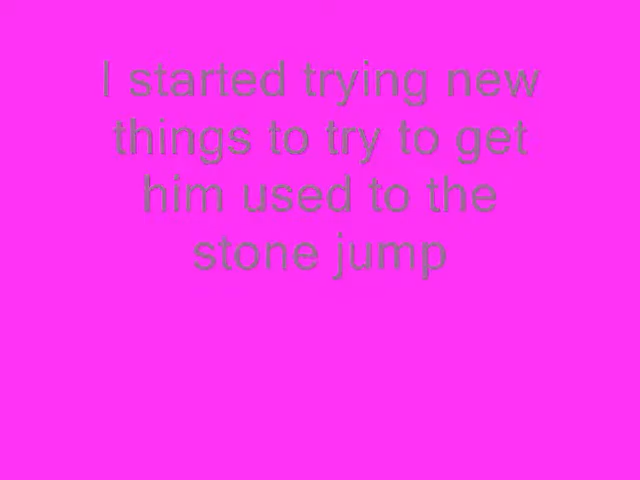 I started trying new
things to try to get
him used to the
stone jump